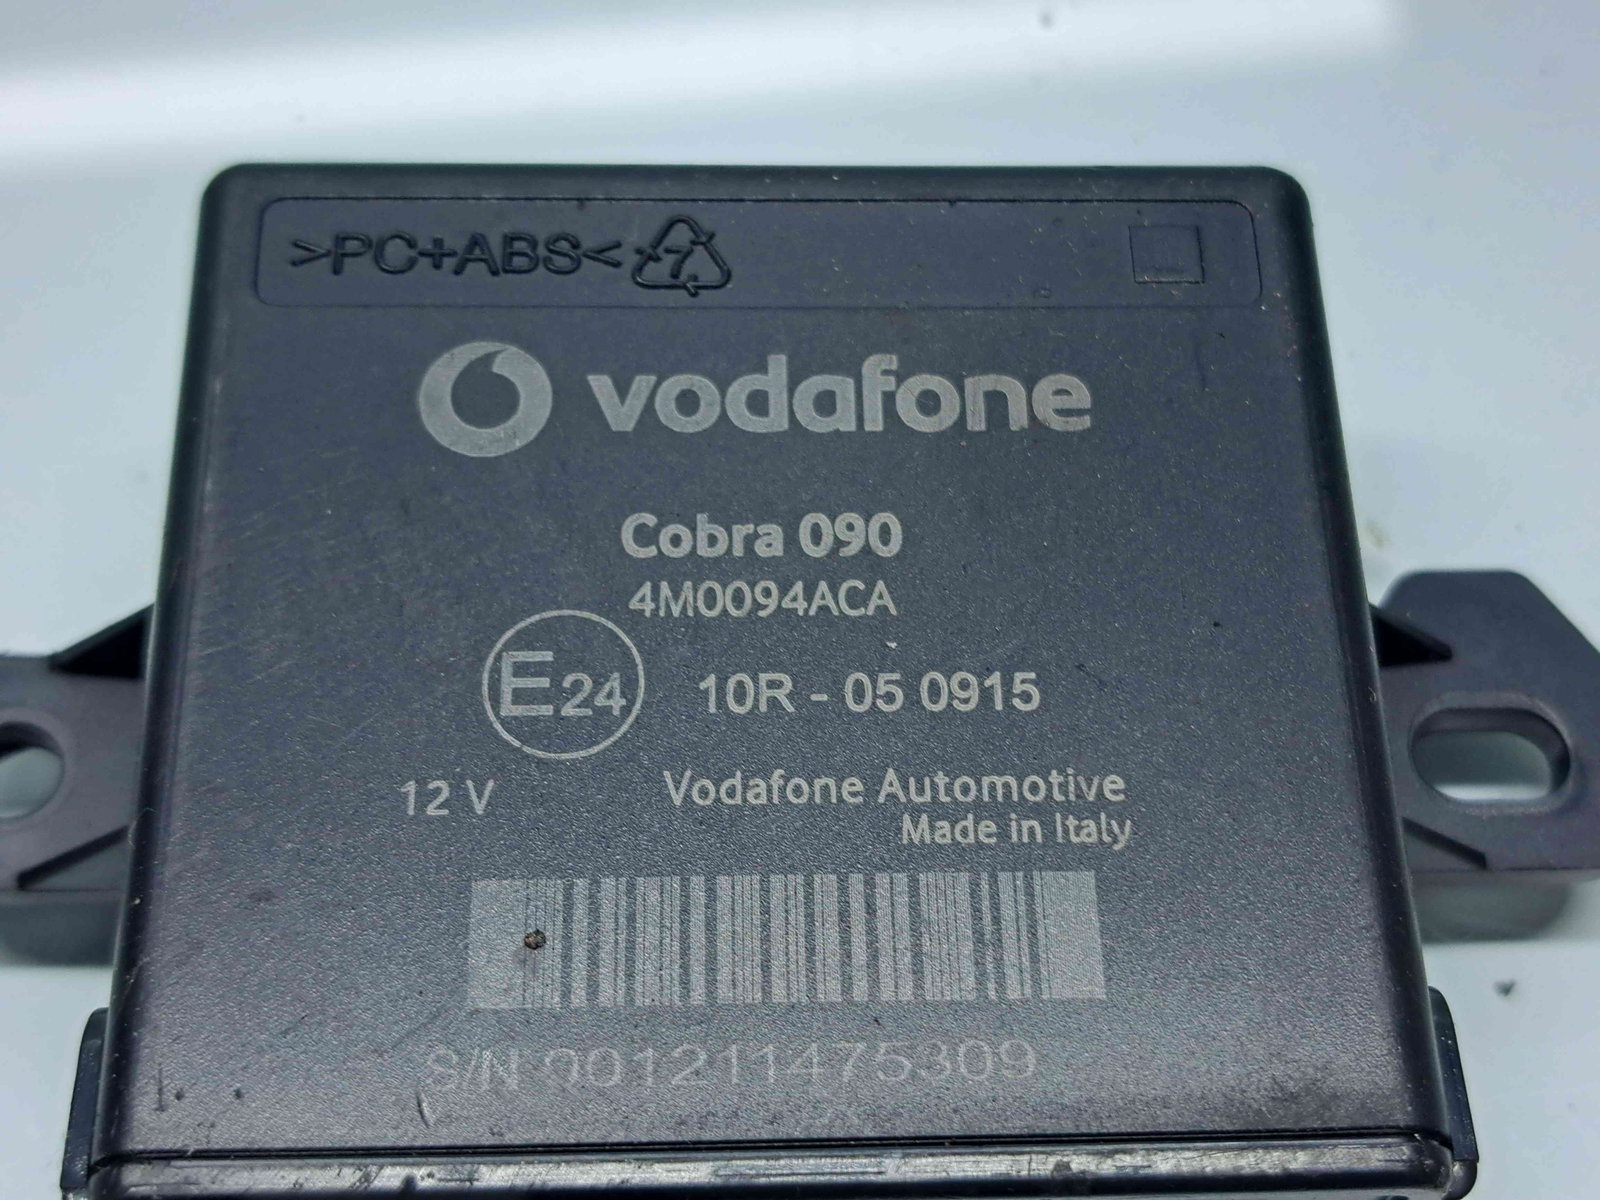 >PC+ABS< 7
vodafone
Cobra 090
4M0094ACA
E24 10R - 05 0915
12 V Vodafone Automotive
Made in Italy
S/N 001211475309